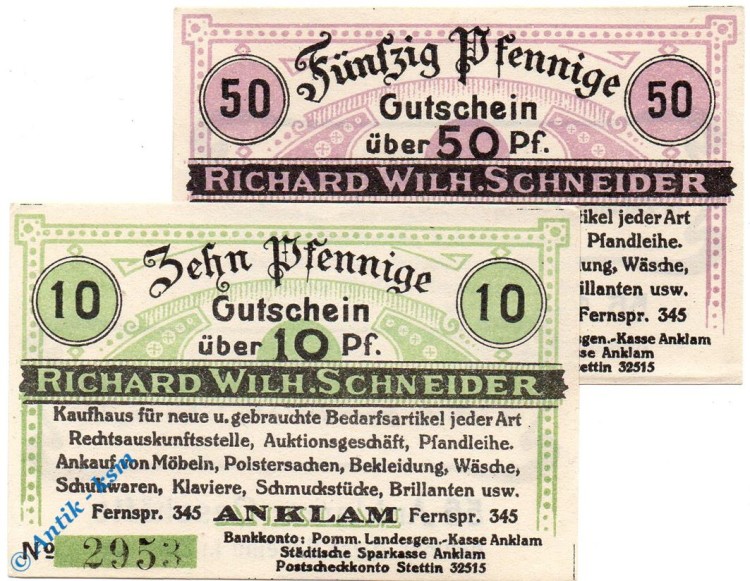 Fünfzig Pfennige
50
50
Gutschein
über 50 Pf.
RICHARD WILH. SCHNEIDER
tikel jeder Art
Pfandleihe.
lung, Wäsche,
Brillanten usw.
Fernspr. 345
desgen.-Kasse Anklam
sse Anklam
Stettin 32515
Zehn Pfennige
10
10
Gutschein
über 10 Pf.
RICHARD WILH. SCHNEIDER
Kaufhaus für neue u. gebrauchte Bedarfsartikel jeder Art
Rechtsauskunftsstelle, Auktionsgeschäft, Pfandleihe.
Ankauf von Möbeln, Polstersachen, Bekleidung, Wäsche,
Schuhwaren, Klaviere, Schmuckstücke, Brillanten usw.
Fernspr. 345 ANKLAM Fernspr. 345
No 2953
Bankkonto: Pomm. Landesgen.-Kasse Anklam
Städtische Sparkasse Anklam
Postscheckkonto Stettin 32515
© Antik - ksm